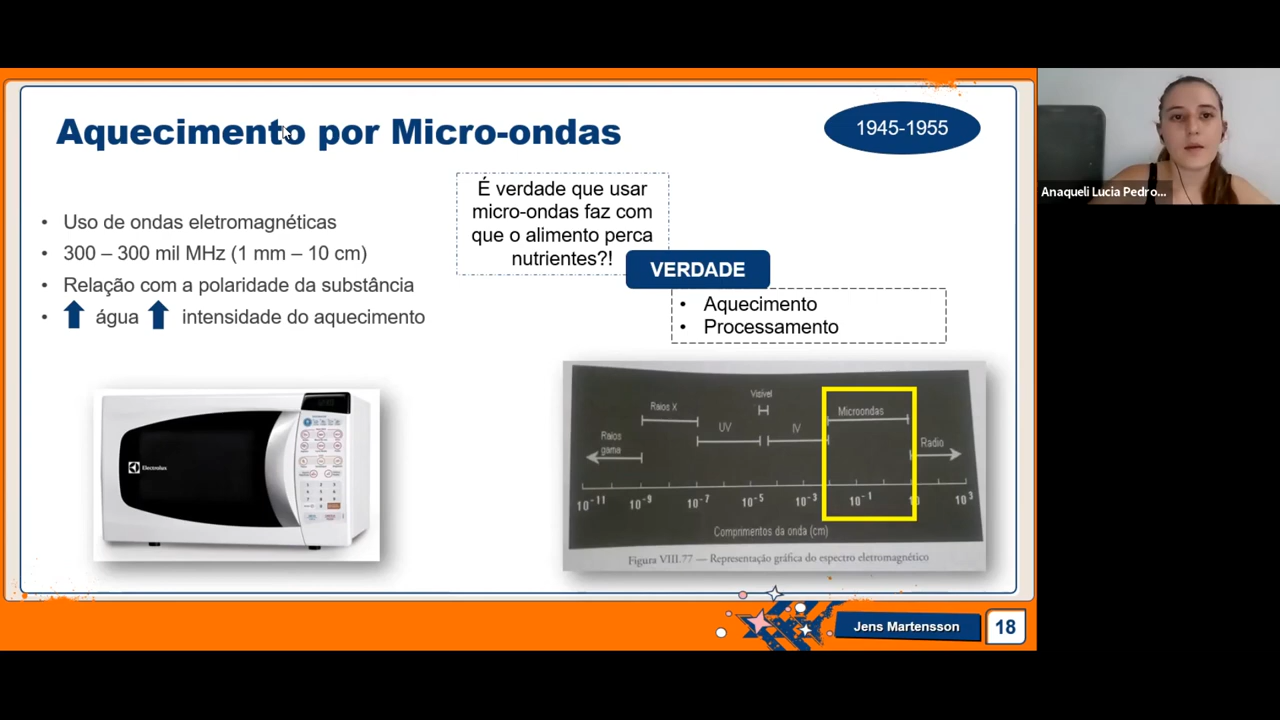 Aquecimento por Micro-ondas
1945-1955
• Uso de ondas eletromagnéticas
• 300 – 300 mil MHz (1 mm – 10 cm)
• Relação com a polaridade da substância
• água intensidade do aquecimento
É verdade que usar
micro-ondas faz com
que o alimento perca
nutrientes?!
VERDADE
• Aquecimento
• Processamento
Electrolux
Visível
Raios X
Microondas
UV
IV
Raios
gama
Radio
10⁻¹¹ 10⁻⁹ 10⁻⁷ 10⁻⁵ 10⁻³ 10⁻¹ 10 10³
Comprimentos da onda (cm)
Figura VIII.77 — Representação gráfica do espectro eletromagnético
Jens Martensson
18
Anaqueli Lucia Pedro...